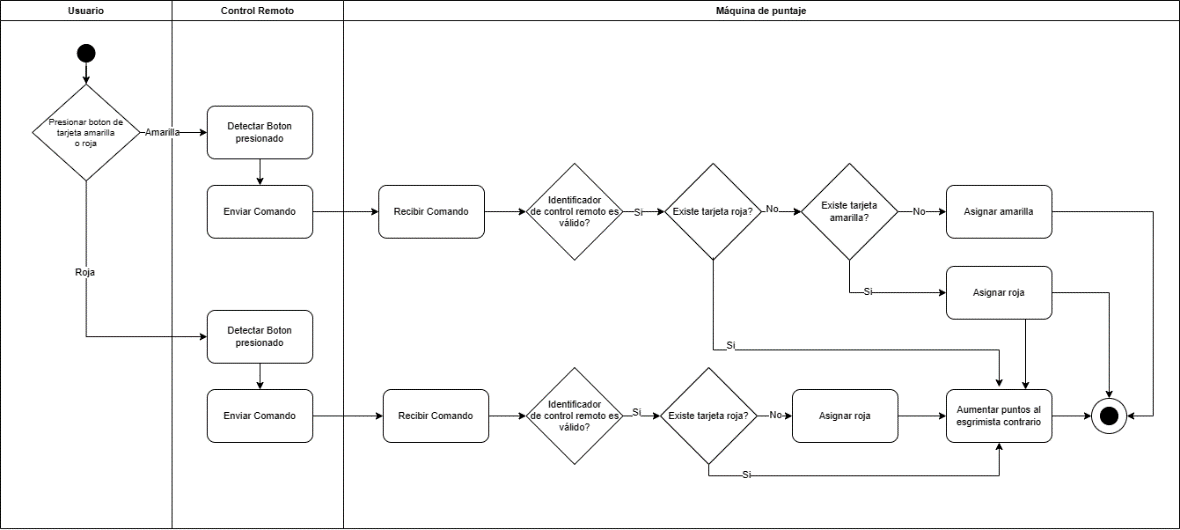 Usuario
Control Remoto
Máquina de puntaje
Presionar boton de
tarjeta amarilla
o roja
Amarilla
Detectar Boton
presionado
Enviar Comando
Recibir Comando
Identificador
de control remoto es
válido?
Si
Existe tarjeta roja?
No
Existe tarjeta
amarilla?
No
Asignar amarilla
Si
Asignar roja
Si
Roja
Detectar Boton
presionado
Enviar Comando
Recibir Comando
Identificador
de control remoto es
válido?
Si
Existe tarjeta roja?
No
Asignar roja
Aumentar puntos al
esgrimista contrario
Si